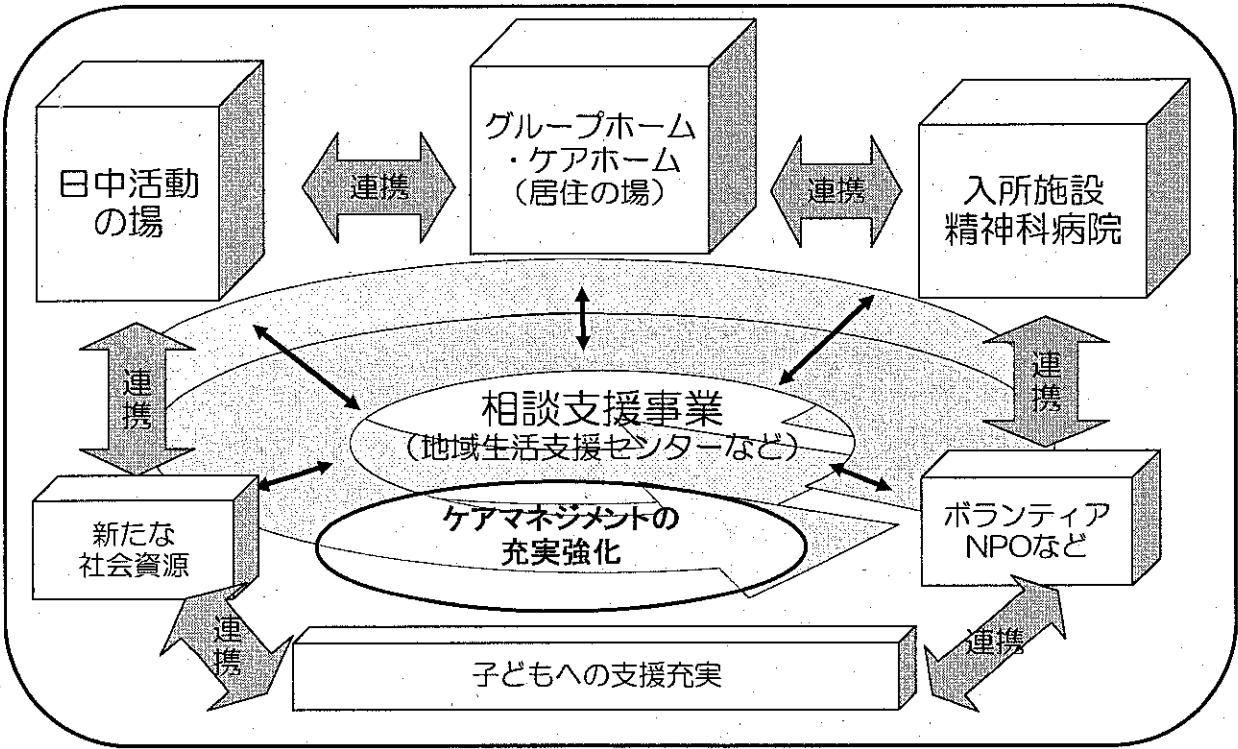 グループホーム
・ケアホーム
（居住の場）
日中活動
の場
連携
連携
入所施設
精神科病院
連携
連携
相談支援事業
（地域生活支援センターなど）
ケアマネジメントの
充実強化
新たな
社会資源
ボランティア
NPOなど
連携
連携
子どもへの支援充実